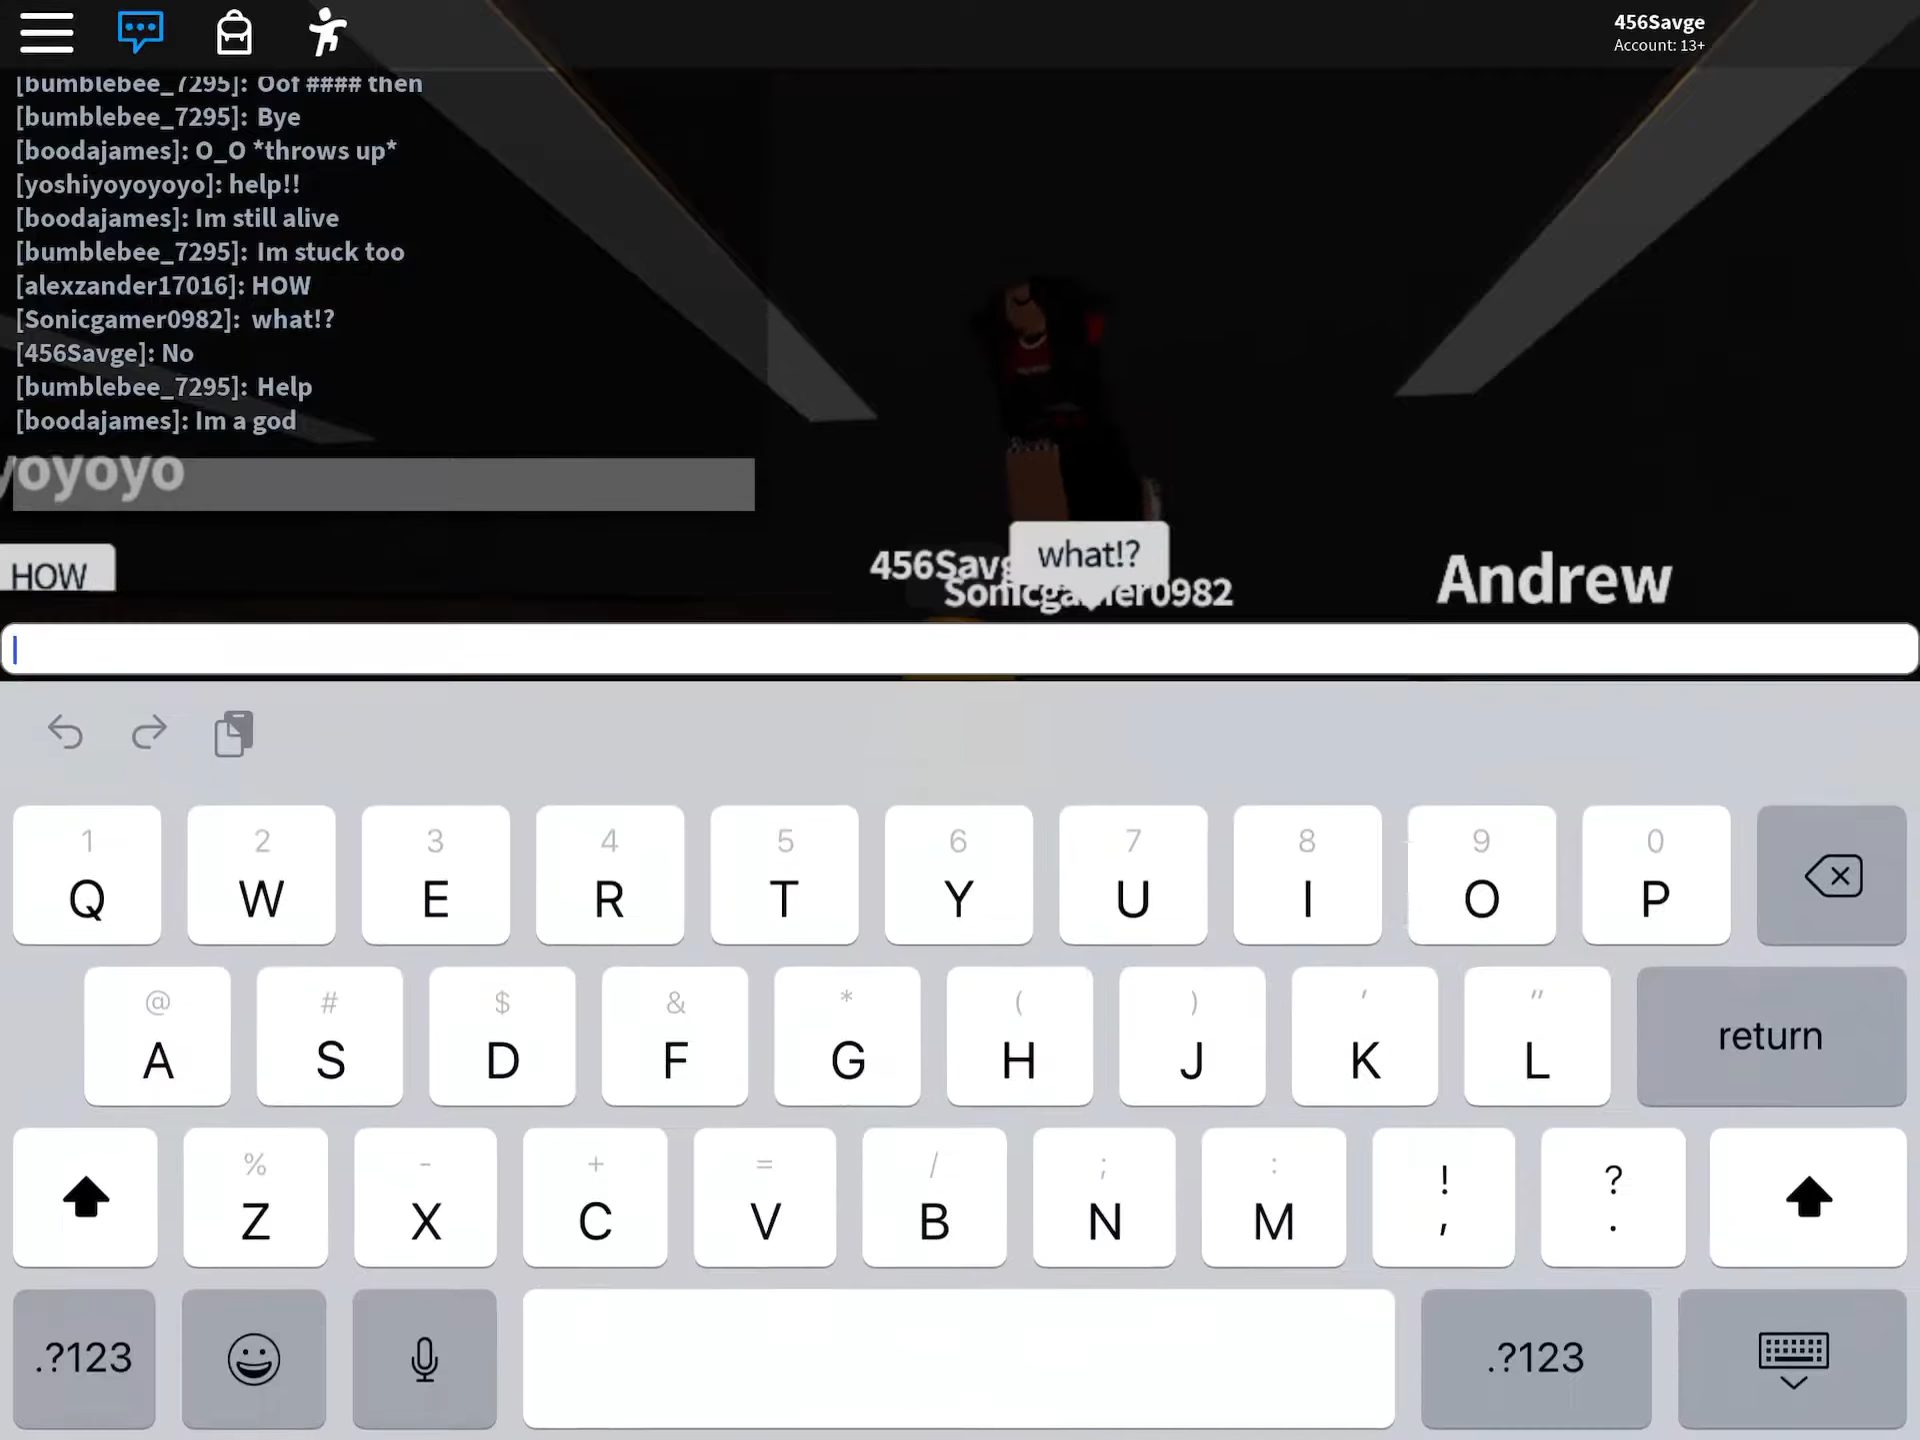 456Savge
Account: 13+
[bumblebee_7295]: Oof #### then
[bumblebee_7295]: Bye
[boodajames]: O_O *throws up*
[yoshiyoyoyoyo]: help!!
[boodajames]: Im still alive
[bumblebee_7295]: Im stuck too
[alexzander17016]: HOW
[Sonicgamer0982]: what!?
[456Savge]: No
[bumblebee_7295]: Help
[boodajames]: Im a god
yoyoyo
HOW
what!?
456Savg
Sonicgamer0982
Andrew
1 2 3 4 5 6 7 8 9 0
Q W E R T Y U I O P
@ # $ & * ( ) ' "
A S D F G H J K L return
% - + = / ; : ! ?
Z X C V B N M , .
.?123 .?123